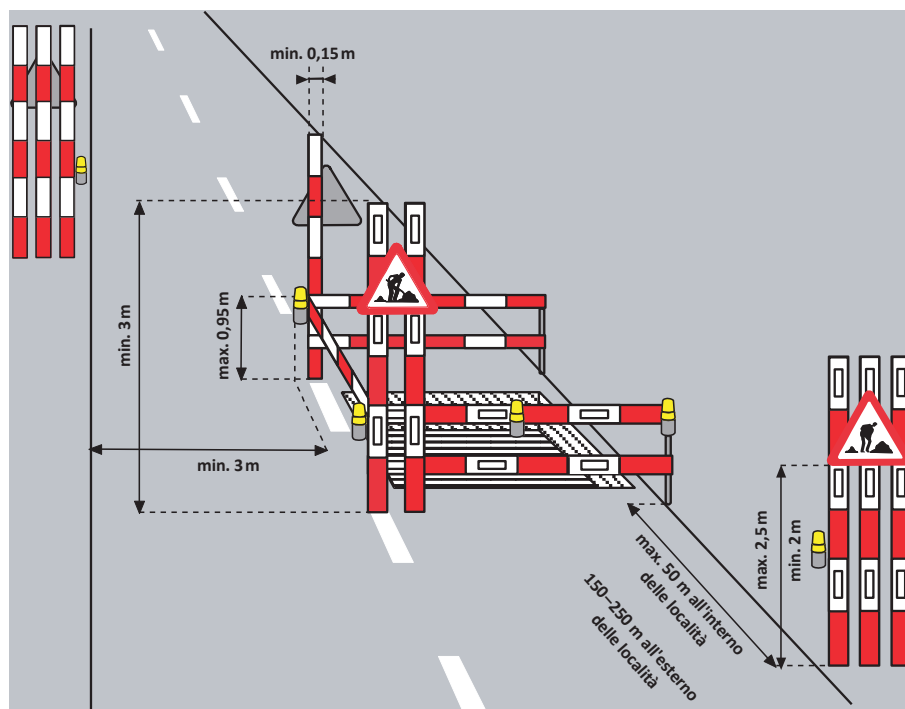 min. 0,15 m
min. 3 m
max. 0,95 m
min. 3 m
max. 50 m all'interno
delle località
150–250 m all'esterno
delle località
max. 2,5 m
min. 2 m